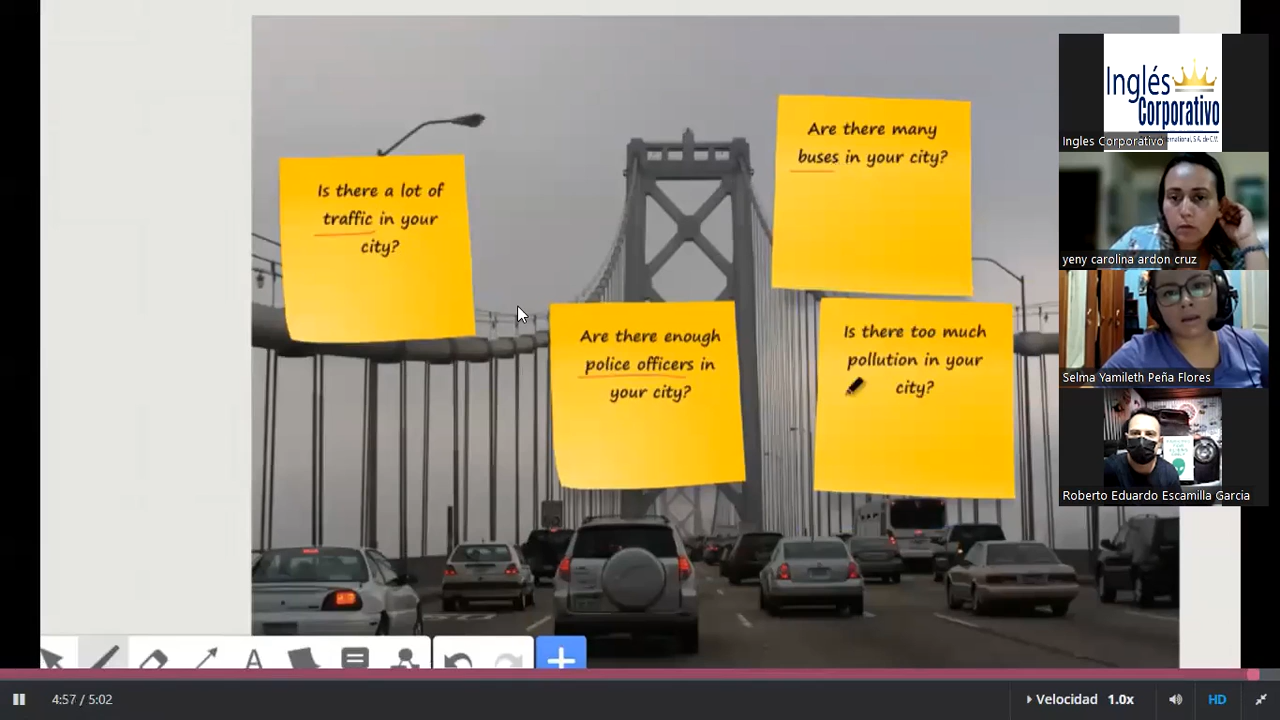 Is there a lot of
traffic in your
city?
Are there enough
police officers in
your city?
Are there many
buses in your city?
Is there too much
pollution in your
city?
Inglés
Corporativo
Ingles Corporativo
yeny carolina ardon cruz
Selma Yamileth Peña Flores
Roberto Eduardo Escamilla Garcia
A
4:57 / 5:02
Velocidad 1.0x
HD